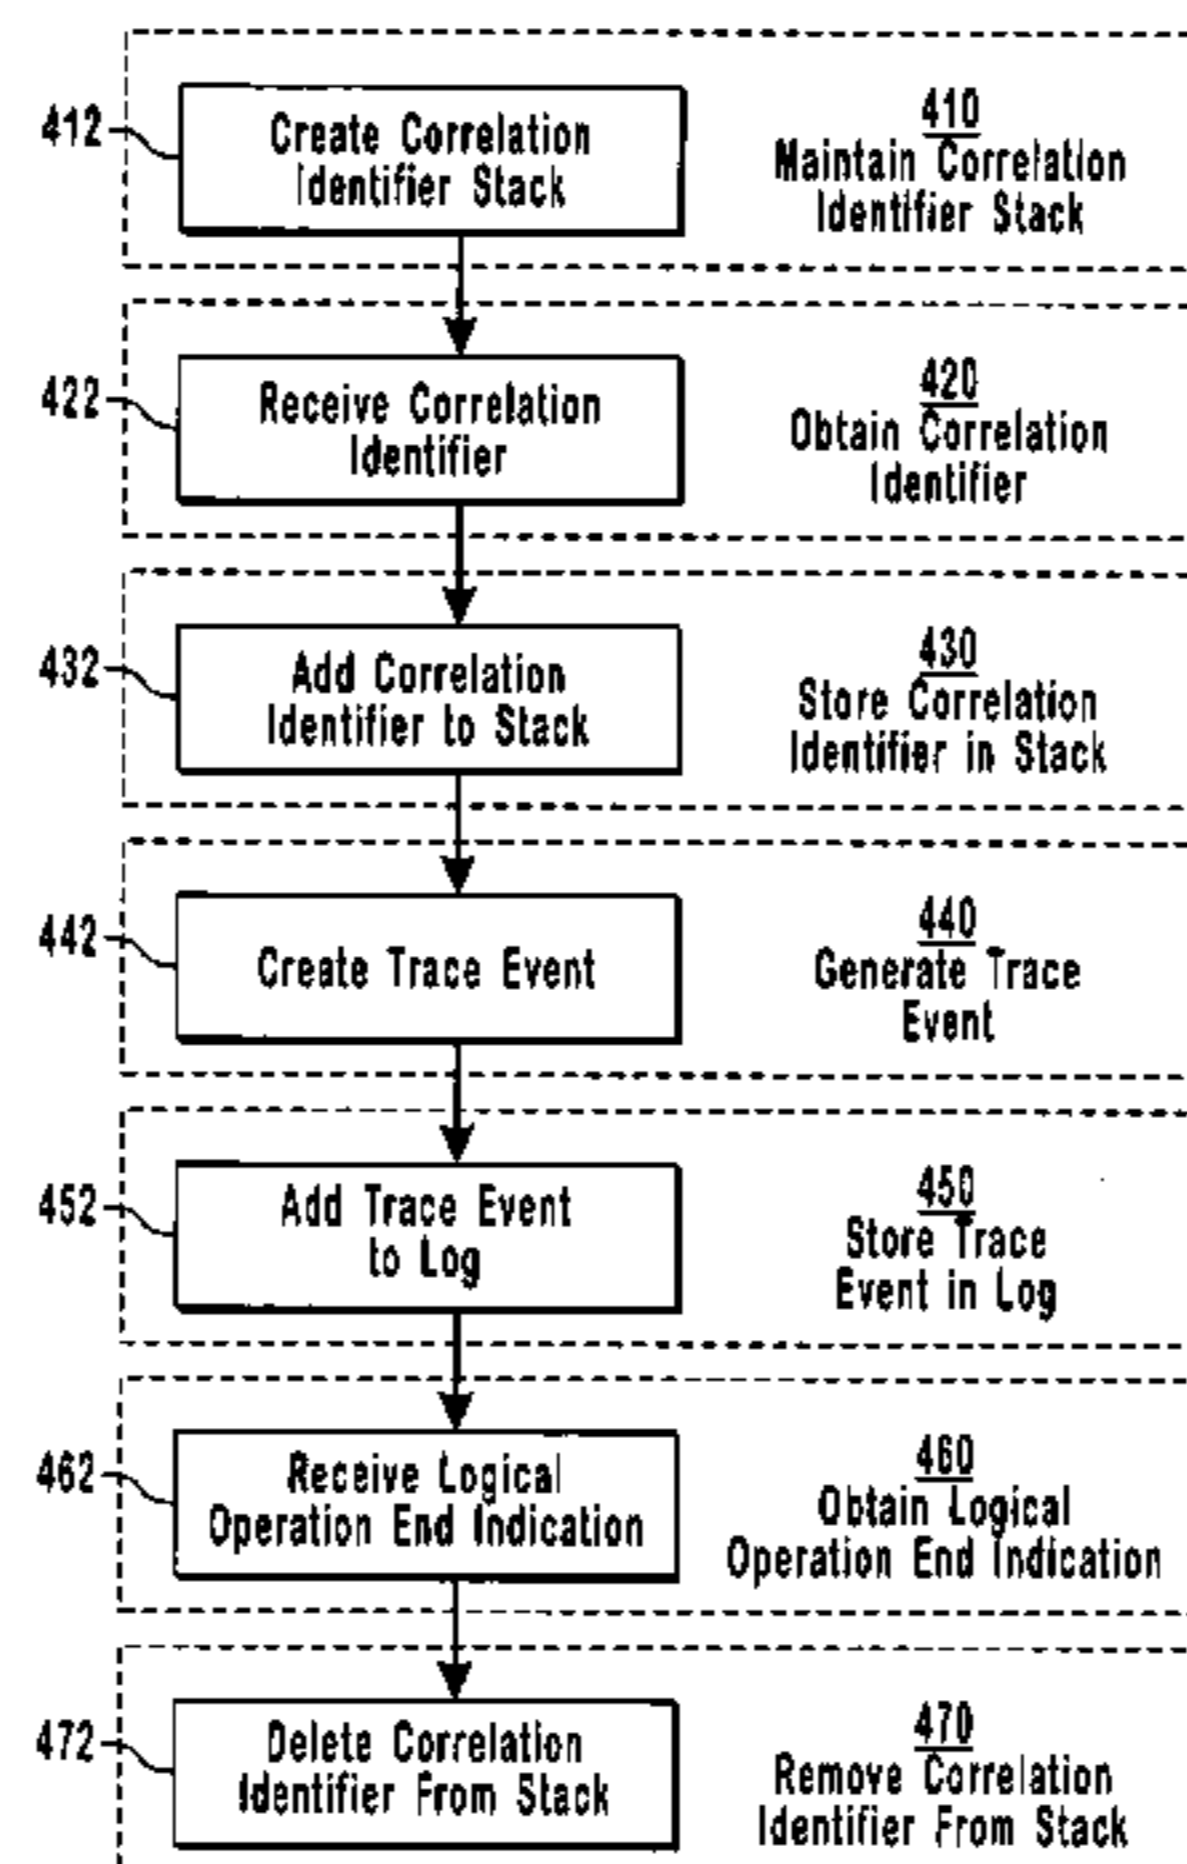 412
Create Correlation
Identifier Stack
410
Maintain Correlation
Identifier Stack
422
Receive Correlation
Identifier
420
Obtain Correlation
Identifier
432
Add Correlation
Identifier to Stack
430
Store Correlation
Identifier in Stack
442
Create Trace Event
440
Generate Trace
Event
452
Add Trace Event
to Log
450
Store Trace
Event in Log
462
Receive Logical
Operation End Indication
460
Obtain Logical
Operation End Indication
472
Delete Correlation
Identifier From Stack
470
Remove Correlation
Identifier From Stack